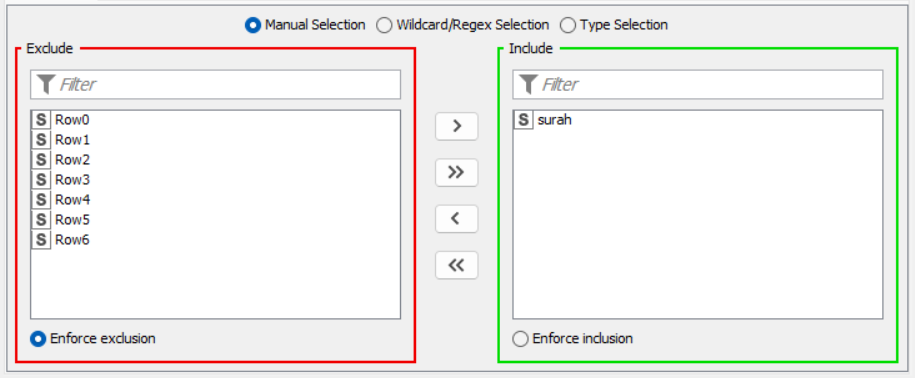 Manual Selection Wildcard/Regex Selection Type Selection
Exclude
Filter
S Row0
S Row1
S Row2
S Row3
S Row4
S Row5
S Row6
Enforce exclusion
>
>>
<
<<
Include
Filter
S surah
Enforce inclusion